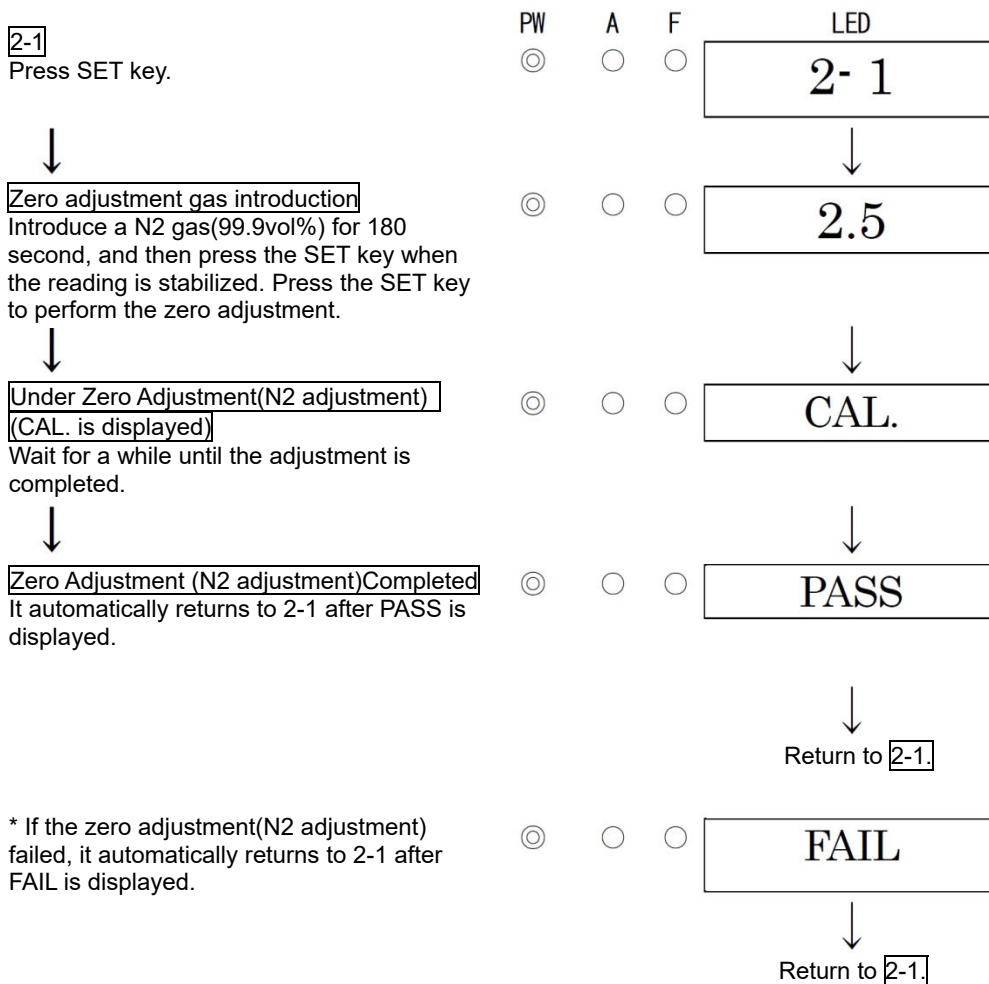 PW A F LED
2-1
Press SET key.
2- 1
Zero adjustment gas introduction
Introduce a N2 gas(99.9vol%) for 180
second, and then press the SET key when
the reading is stabilized. Press the SET key
to perform the zero adjustment.
2.5
Under Zero Adjustment(N2 adjustment)
(CAL. is displayed)
Wait for a while until the adjustment is
completed.
CAL.
Zero Adjustment (N2 adjustment)Completed
It automatically returns to 2-1 after PASS is
displayed.
PASS
Return to 2-1.
* If the zero adjustment(N2 adjustment)
failed, it automatically returns to 2-1 after
FAIL is displayed.
FAIL
Return to 2-1.